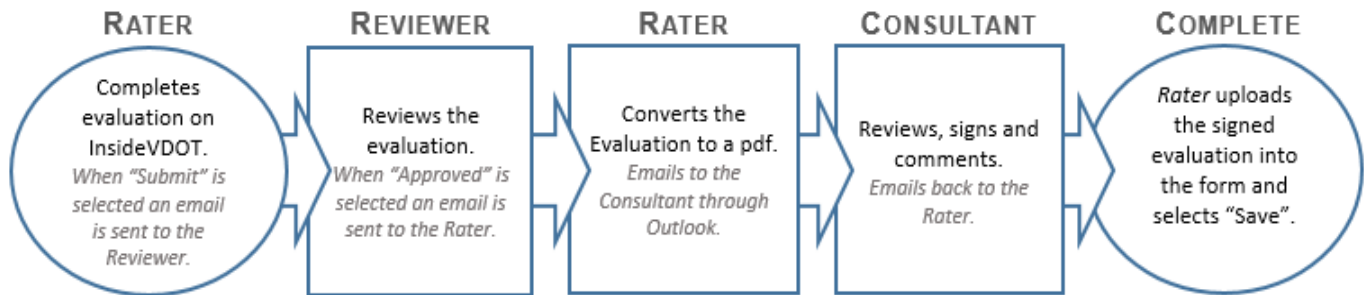 RATER
Completes
evaluation on
InsideVDOT.
When “Submit” is
selected an email
is sent to the
Reviewer.
REVIEWER
Reviews the
evaluation.
When “Approved” is
selected an email is
sent to the Rater.
RATER
Converts the
Evaluation to a pdf.
Emails to the
Consultant through
Outlook.
CONSULTANT
Reviews, signs and
comments.
Emails back to the
Rater.
COMPLETE
Rater uploads
the signed
evaluation into
the form and
selects “Save”.